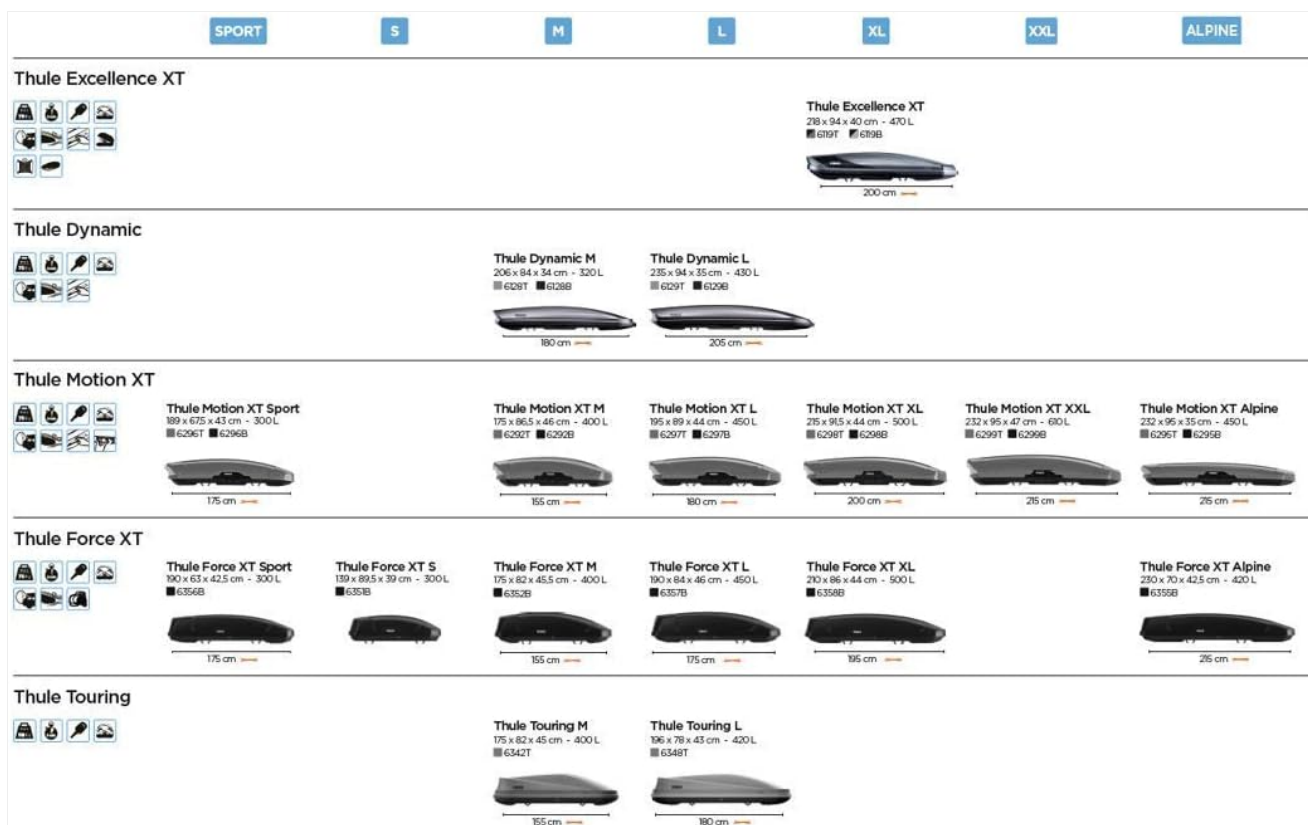 SPORT S M L XL XXL ALPINE
Thule Excellence XT
Thule Excellence XT
218 x 94 x 40 cm - 470 L
6119T 6119B
200 cm
Thule Dynamic
Thule Dynamic M
206 x 84 x 34 cm - 320 L
6128T 6128B
180 cm
Thule Dynamic L
235 x 94 x 35 cm - 430 L
6129T 6129B
205 cm
Thule Motion XT
Thule Motion XT Sport
189 x 67,5 x 43 cm - 300 L
6296T 6296B
175 cm
Thule Motion XT M
175 x 86,5 x 46 cm - 400 L
6292T 6292B
155 cm
Thule Motion XT L
195 x 89 x 44 cm - 450 L
6297T 6297B
180 cm
Thule Motion XT XL
215 x 91,5 x 44 cm - 500 L
6298T 6298B
200 cm
Thule Motion XT XXL
232 x 95 x 47 cm - 610 L
6299T 6299B
215 cm
Thule Motion XT Alpine
232 x 95 x 35 cm - 450 L
6295T 6295B
215 cm
Thule Force XT
Thule Force XT Sport
190 x 63 x 42,5 cm - 300 L
6356B
175 cm
Thule Force XT S
139 x 89,5 x 39 cm - 300 L
6351B
Thule Force XT M
175 x 82 x 45,5 cm - 400 L
6352B
155 cm
Thule Force XT L
190 x 84 x 46 cm - 450 L
6357B
175 cm
Thule Force XT XL
210 x 86 x 44 cm - 500 L
6358B
195 cm
Thule Force XT Alpine
230 x 70 x 42,5 cm - 420 L
6355B
215 cm
Thule Touring
Thule Touring M
175 x 82 x 45 cm - 400 L
6342T
155 cm
Thule Touring L
196 x 78 x 43 cm - 420 L
6348T
180 cm